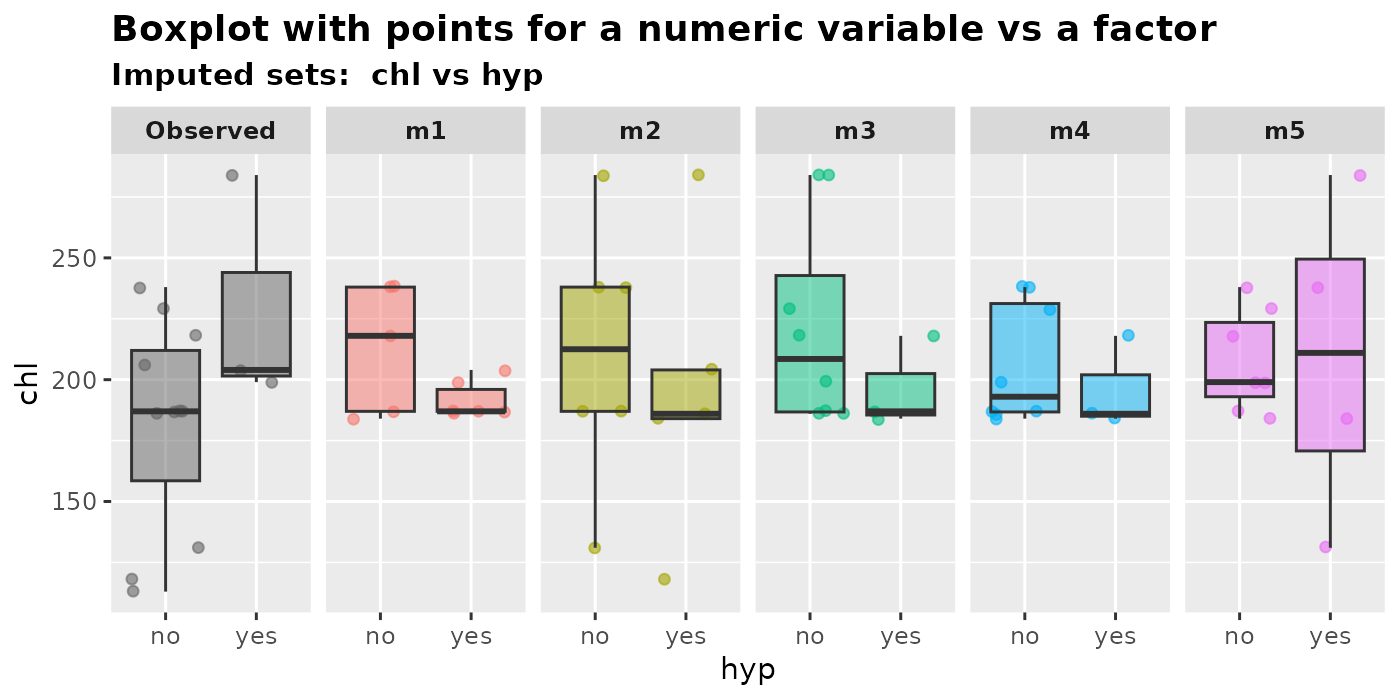 Boxplot with points for a numeric variable vs a factor
Imputed sets:  chl vs hyp
Observed m1 m2 m3 m4 m5
chl
250
200
150
no yes no yes no yes no yes no yes no yes
hyp